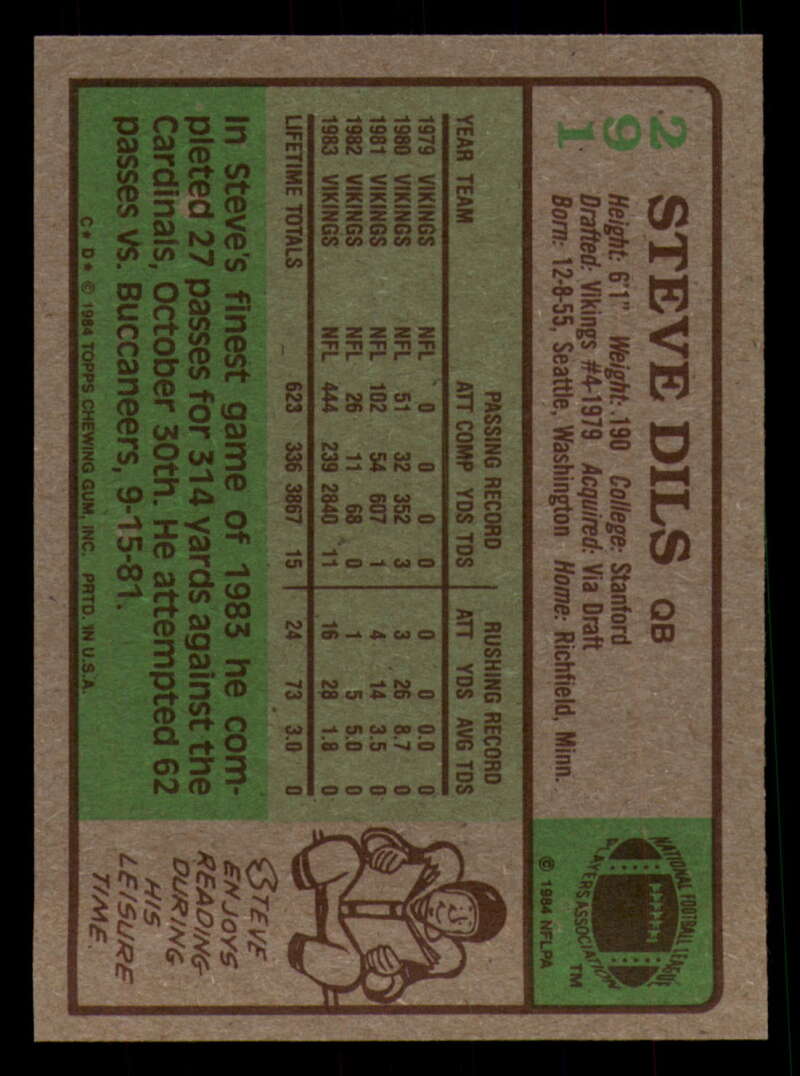 291
STEVE DILS QB
Height: 6'1" Weight: 190 College: Stanford
Drafted: Vikings #4-1979 Acquired: Via Draft
Born: 12-8-55, Seattle, Washington Home: Richfield, Minn.
NATIONAL FOOTBALL LEAGUE
PLAYERS ASSOCIATION
TM
© 1984 NFLPA
PASSING RECORD RUSHING RECORD
YEAR TEAM ATT COMP YDS TDS ATT YDS AVG TDS
1979 VIKINGS NFL 0 0 0 0 0 0 0.0 0
1980 VIKINGS NFL 51 32 352 3 3 26 8.7 0
1981 VIKINGS NFL 102 54 607 1 4 14 3.5 0
1982 VIKINGS NFL 26 11 68 0 1 5 5.0 0
1983 VIKINGS NFL 444 239 2840 11 16 28 1.8 0
LIFETIME TOTALS 623 336 3867 15 24 73 3.0 0
In Steve's finest game of 1983 he com-
pleted 27 passes for 314 yards against the
Cardinals, October 30th. He attempted 62
passes vs. Buccaneers, 9-15-81.
C★ D★ © 1984 TOPPS CHEWING GUM, INC. PRTD. IN U.S.A.
STEVE
ENJOYS
READING
DURING
HIS
LEISURE
TIME.